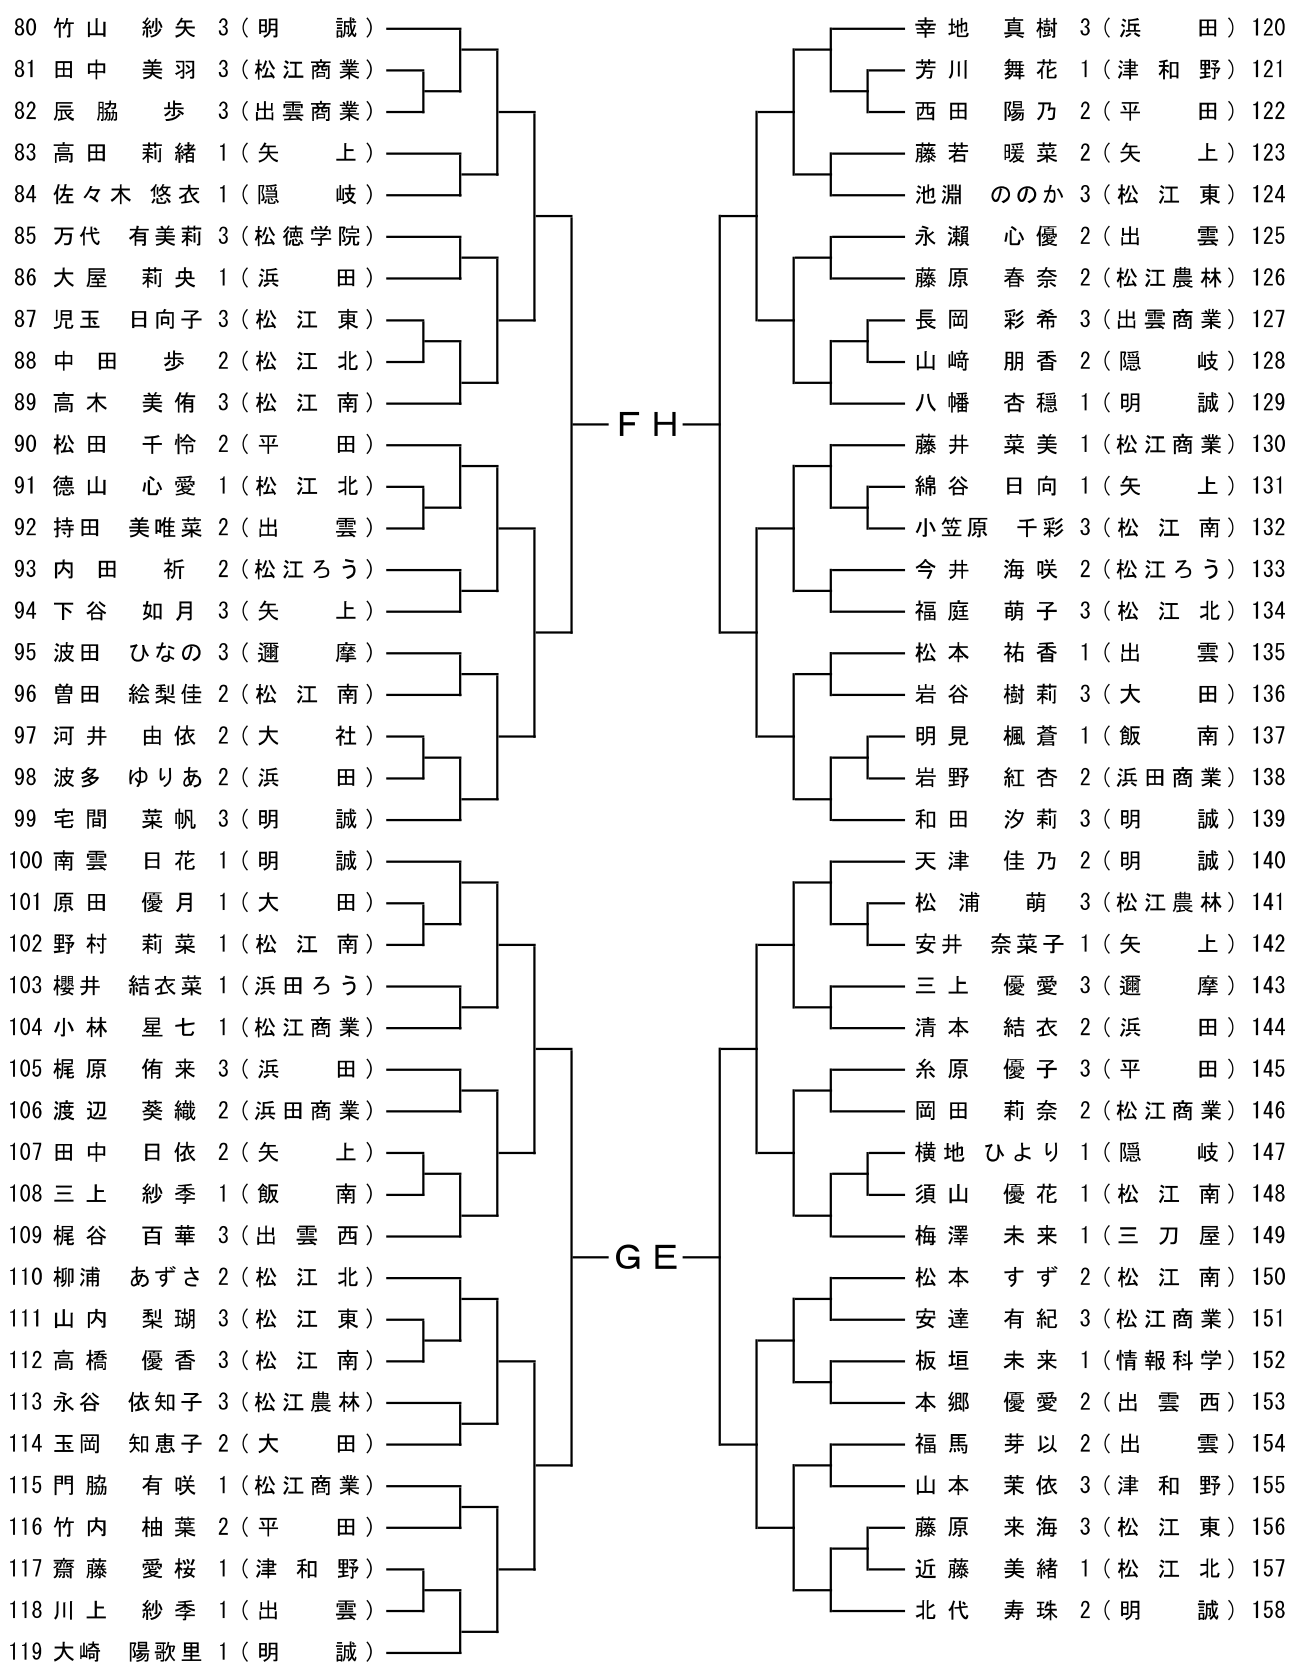 80 竹山 紗矢 3(明 誠)
81 田中 美羽 3(松江商業)
82 辰脇 歩 3(出雲商業)
83 高田 莉緒 1(矢 上)
84 佐々木 悠衣 1(隠 岐)
85 万代 有美莉 3(松徳学院)
86 大屋 莉央 1(浜 田)
87 児玉 日向子 3(松江東)
88 中田 歩 2(松江北)
89 高木 美侑 3(松江南)
90 松田 千怜 2(平 田)
91 德山 心愛 1(松江北)
92 持田 美唯菜 2(出 雲)
93 内田 祈 2(松江ろう)
94 下谷 如月 3(矢 上)
95 波田 ひなの 3(邇 摩)
96 曽田 絵梨佳 2(松江南)
97 河井 由依 2(大 社)
98 波多 ゆりあ 2(浜 田)
99 宅間 菜帆 3(明 誠)
100 南雲 日花 1(明 誠)
101 原田 優月 1(大 田)
102 野村 莉菜 1(松江南)
103 櫻井 結衣菜 1(浜田ろう)
104 小林 星七 1(松江商業)
105 梶原 侑来 3(浜 田)
106 渡辺 葵織 2(浜田商業)
107 田中 日依 2(矢 上)
108 三上 紗季 1(飯 南)
109 梶谷 百華 3(出雲西)
110 柳浦 あずさ 2(松江北)
111 山内 梨瑚 3(松江東)
112 高橋 優香 3(松江南)
113 永谷 依知子 3(松江農林)
114 玉岡 知恵子 2(大 田)
115 門脇 有咲 1(松江商業)
116 竹内 柚葉 2(平 田)
117 齋藤 愛桜 1(津和野)
118 川上 紗季 1(出 雲)
119 大崎 陽歌里 1(明 誠)
FH
GE
幸地 真樹 3(浜 田) 120
芳川 舞花 1(津和野) 121
西田 陽乃 2(平 田) 122
藤若 暖菜 2(矢 上) 123
池淵 ののか 3(松江東) 124
永瀬 心優 2(出 雲) 125
藤原 春奈 2(松江農林) 126
長岡 彩希 3(出雲商業) 127
山﨑 朋香 2(隠 岐) 128
八幡 杏穏 1(明 誠) 129
藤井 菜美 1(松江商業) 130
綿谷 日向 1(矢 上) 131
小笠原 千彩 3(松江南) 132
今井 海咲 2(松江ろう) 133
福庭 萌子 3(松江北) 134
松本 祐香 1(出 雲) 135
岩谷 樹莉 3(大 田) 136
明見 楓蒼 1(飯 南) 137
岩野 紅杏 2(浜田商業) 138
和田 汐莉 3(明 誠) 139
天津 佳乃 2(明 誠) 140
松浦 萌 3(松江農林) 141
安井 奈菜子 1(矢 上) 142
三上 優愛 3(邇 摩) 143
清本 結衣 2(浜 田) 144
糸原 優子 3(平 田) 145
岡田 莉奈 2(松江商業) 146
横地 ひより 1(隠 岐) 147
須山 優花 1(松江南) 148
梅澤 未来 1(三刀屋) 149
松本 すず 2(松江南) 150
安達 有紀 3(松江商業) 151
板垣 未来 1(情報科学) 152
本郷 優愛 2(出雲西) 153
福馬 芽以 2(出 雲) 154
山本 茉依 3(津和野) 155
藤原 来海 3(松江東) 156
近藤 美緒 1(松江北) 157
北代 寿珠 2(明 誠) 158